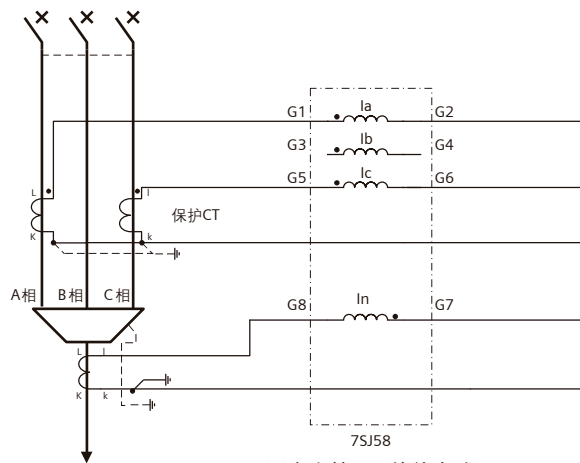 G1 Ia G2
G3 Ib G4
G5 Ic G6
L l
保护CT
K k
A相 B相 C相
G8 In G7
L l
K k
7SJ58